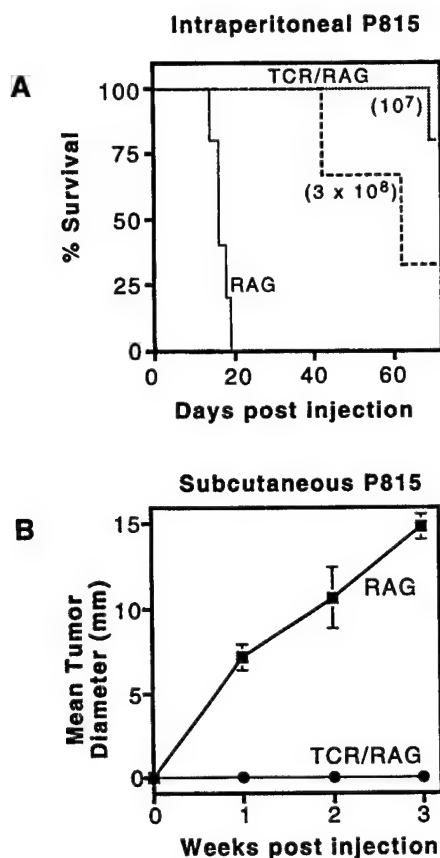 Intraperitoneal P815
A
TCR/RAG
(10⁷)
(3 x 10⁸)
RAG
% Survival
100
75
50
25
0
0 20 40 60
Days post Injection
Subcutaneous P815
B
RAG
TCR/RAG
Mean Tumor
Diameter (mm)
15
10
5
0
0 1 2 3
Weeks post injection